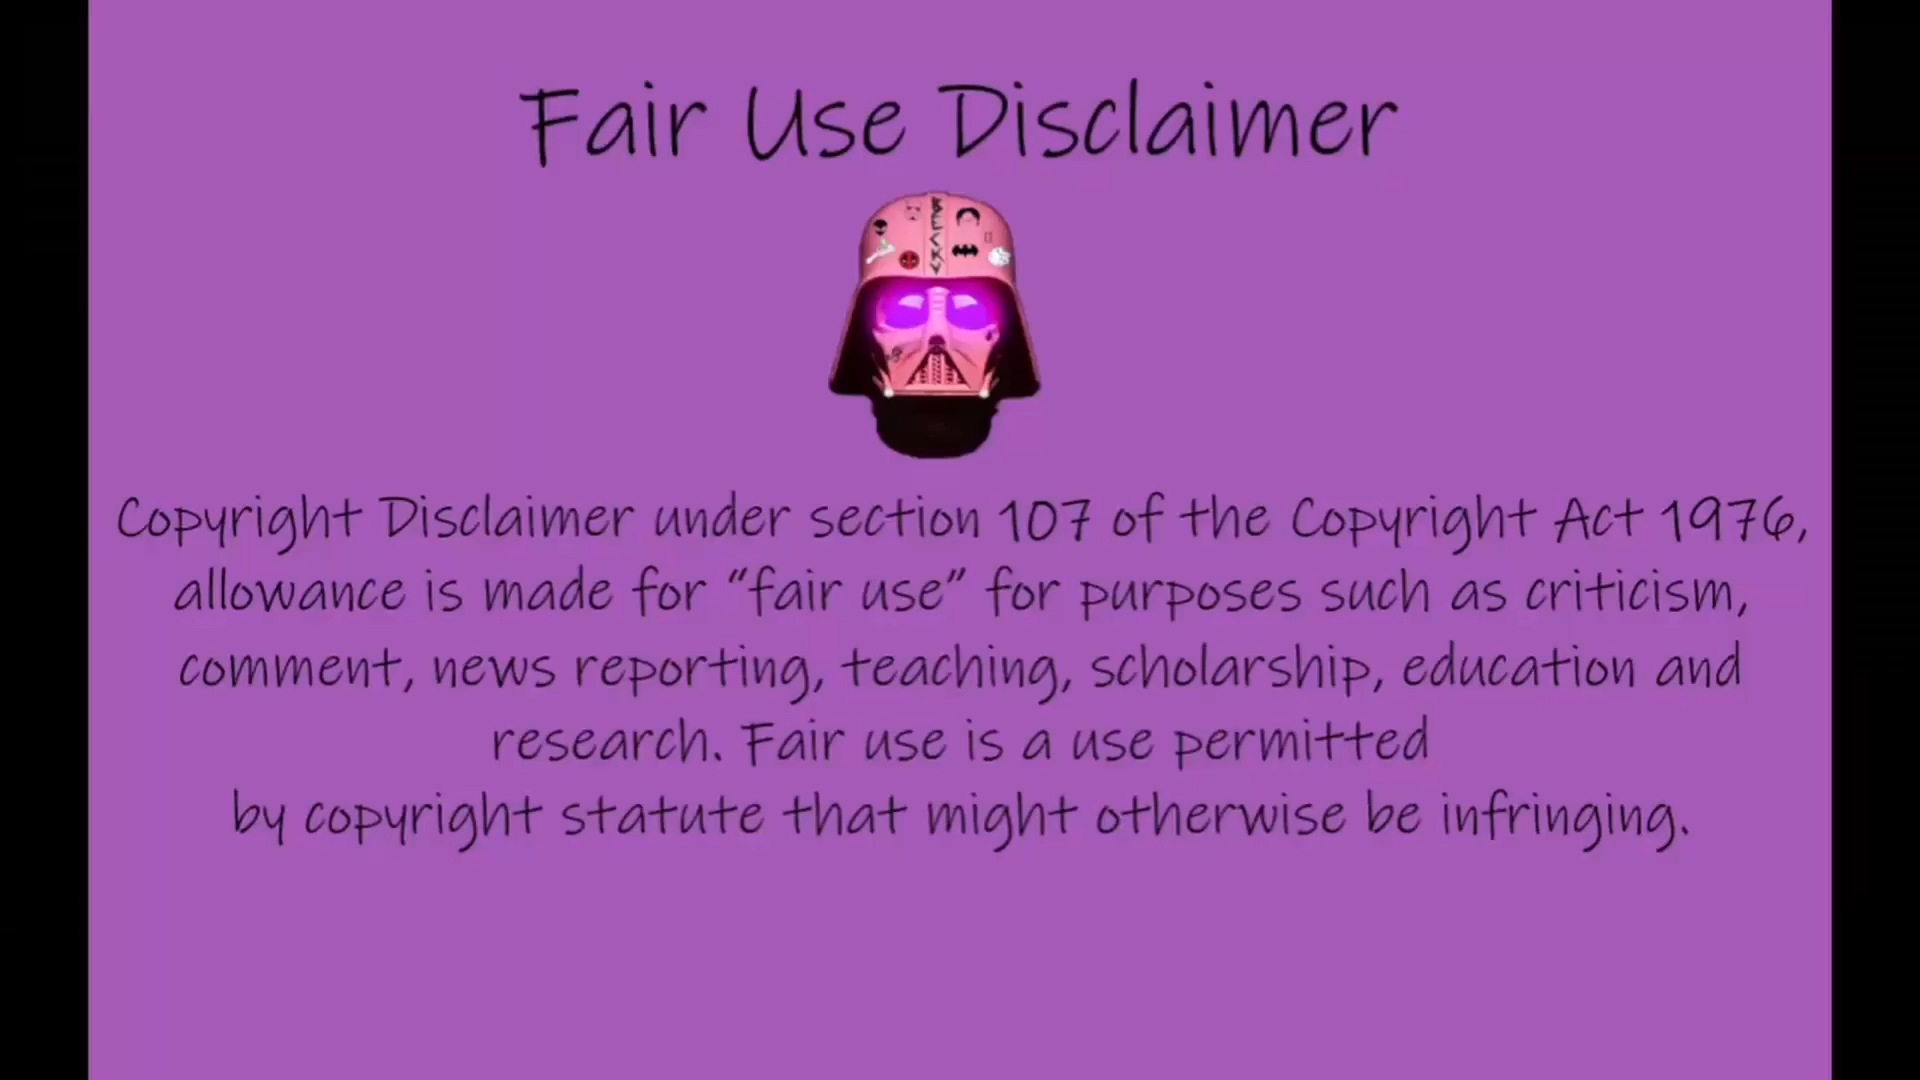 Fair Use Disclaimer
Copyright Disclaimer under section 107 of the Copyright Act 1976,
allowance is made for “fair use” for purposes such as criticism,
comment, news reporting, teaching, scholarship, education and
research. Fair use is a use permitted
by copyright statute that might otherwise be infringing.